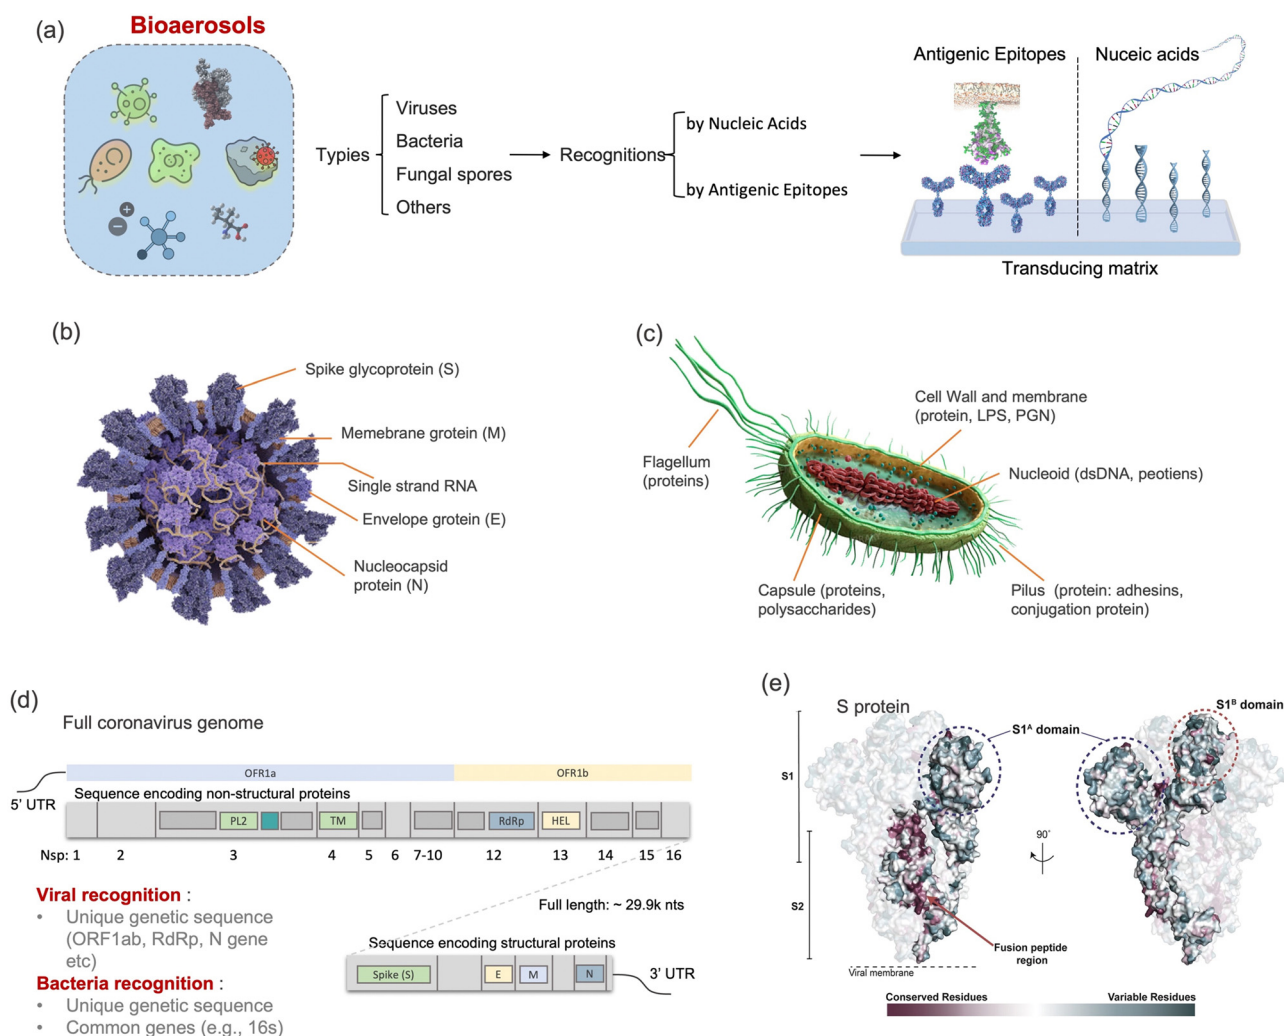 (a)
Bioaerosols
Typies
Viruses
Bacteria
Fungal spores
Others
Recognitions
by Nucleic Acids
by Antigenic Epitopes
Antigenic Epitopes
Nuceic acids
Transducing matrix
(b)
Spike glycoprotein (S)
Memebrane grotein (M)
Single strand RNA
Envelope grotein (E)
Nucleocapsid
protein (N)
(c)
Cell Wall and membrane
(protein, LPS, PGN)
Flagellum
(proteins)
Nucleoid (dsDNA, peotiens)
Capsule (proteins,
polysaccharides)
Pilus (protein: adhesins,
conjugation protein)
(d)
Full coronavirus genome
OFR1a
OFR1b
5' UTR
Sequence encoding non-structural proteins
PL2
TM
RdRp
HEL
Nsp: 1 2 3 4 5 6 7-10 12 13 14 15 16
Viral recognition :
• Unique genetic sequence
(ORF1ab, RdRp, N gene
etc)
Bacteria recognition :
• Unique genetic sequence
• Common genes (e.g., 16s)
Full length: ~ 29.9k nts
Sequence encoding structural proteins
Spike (S)
E
M
N
3' UTR
(e)
S protein
S1ᴮ domain
S1ᴬ domain
S1
90°
S2
Fusion peptide
region
Viral membrane
Conserved Residues
Variable Residues